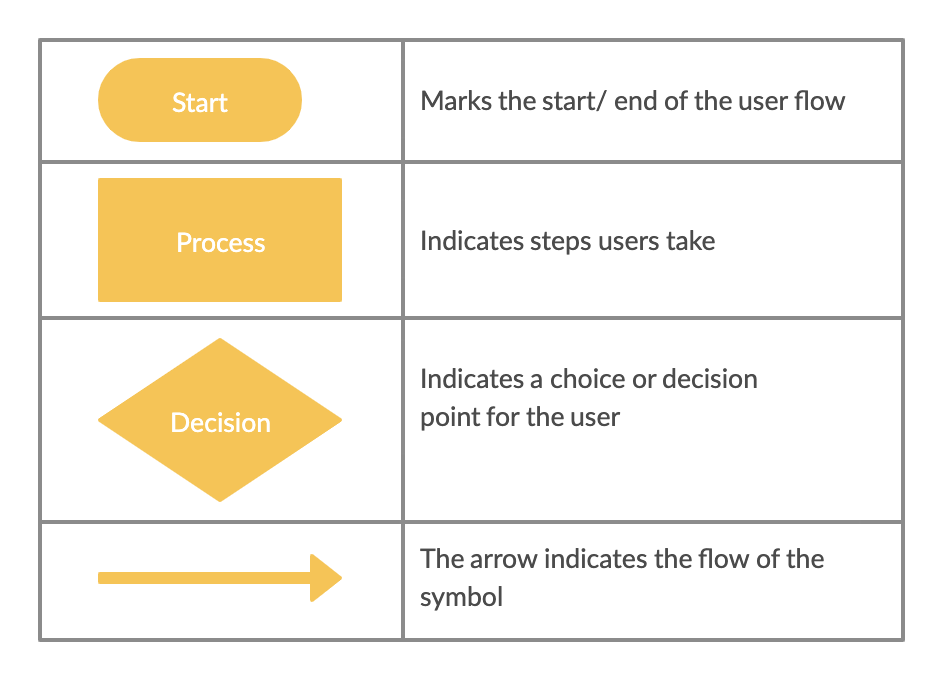 Start
Marks the start/ end of the user flow
Process
Indicates steps users take
Decision
Indicates a choice or decision
point for the user
The arrow indicates the flow of the
symbol